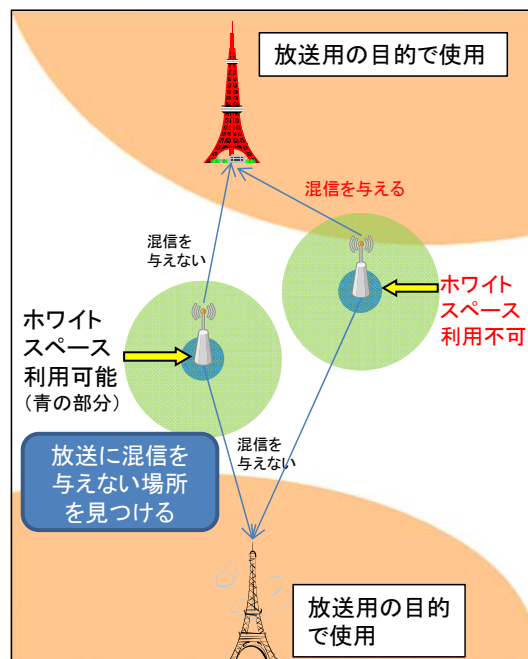 放送用の目的で使用
混信を与える
混信を
与えない
ホワイト
スペース
利用不可
ホワイト
スペース
利用可能
（青の部分）
放送に混信を
与えない場所
を見つける
混信を
与えない
放送用の目的
で使用